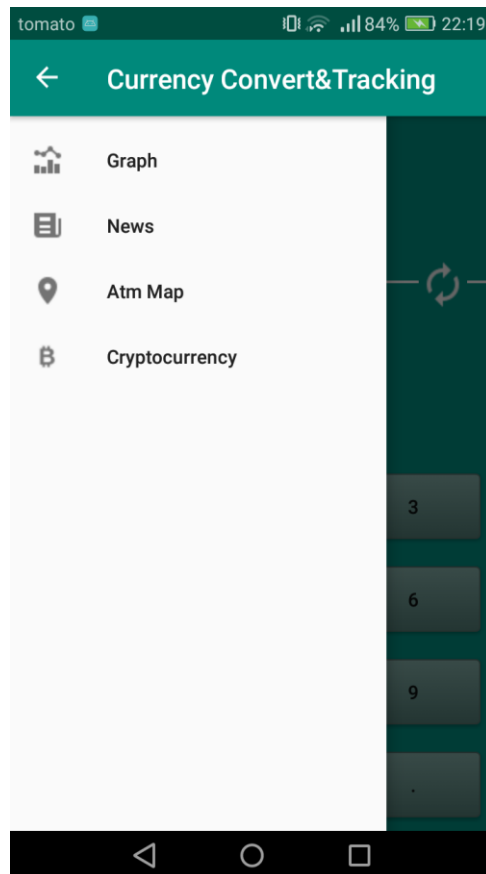 tomato 84% 22:19
Currency Convert&Tracking
Graph
News
Atm Map
Cryptocurrency
3
6
9
.